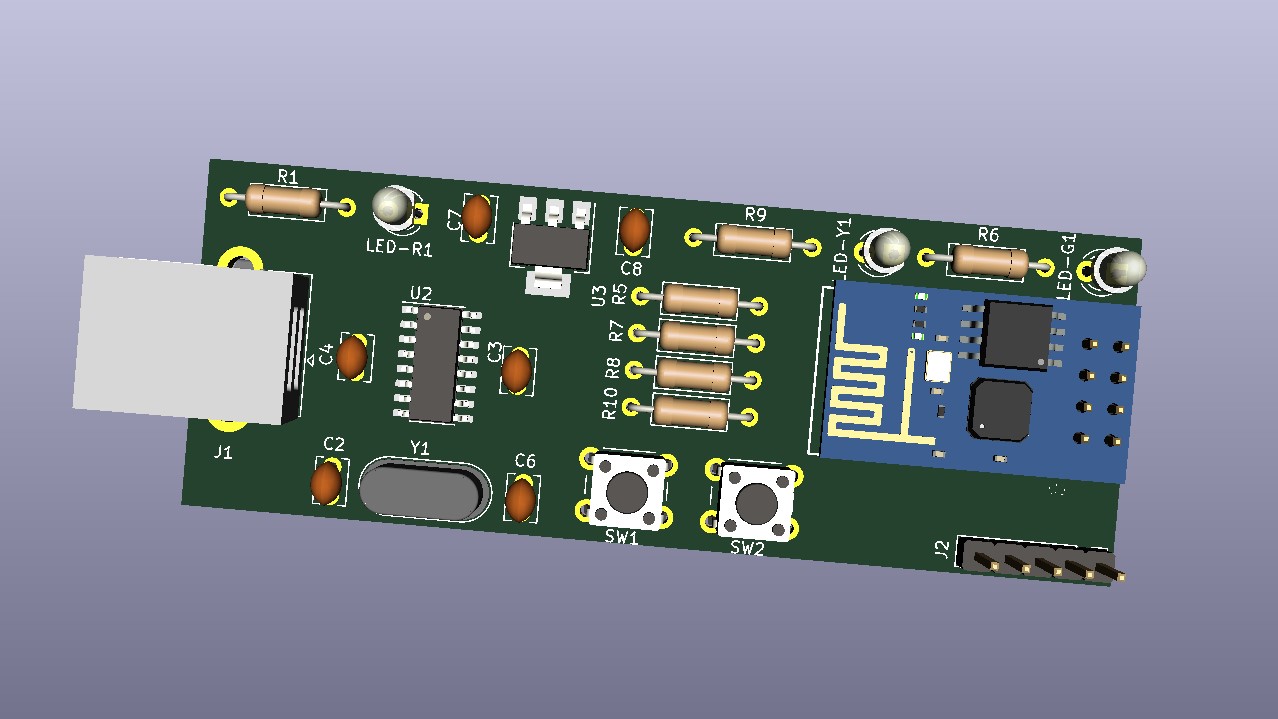 R1
LED-R1
C7
C8
R9
LED-Y1
R6
LED-G1
U2
U3
R5
R7
R8
R10
C4
C3
J1
C2
Y1
C6
SW1
SW2
J2